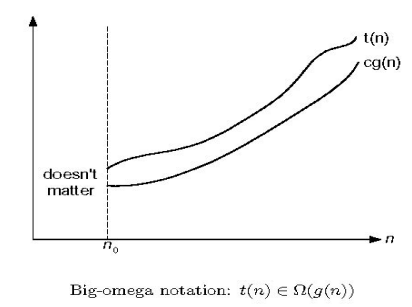 t(n)
cg(n)
doesn't
matter
n₀
n
Big-omega notation: t(n) ∈ Ω(g(n))